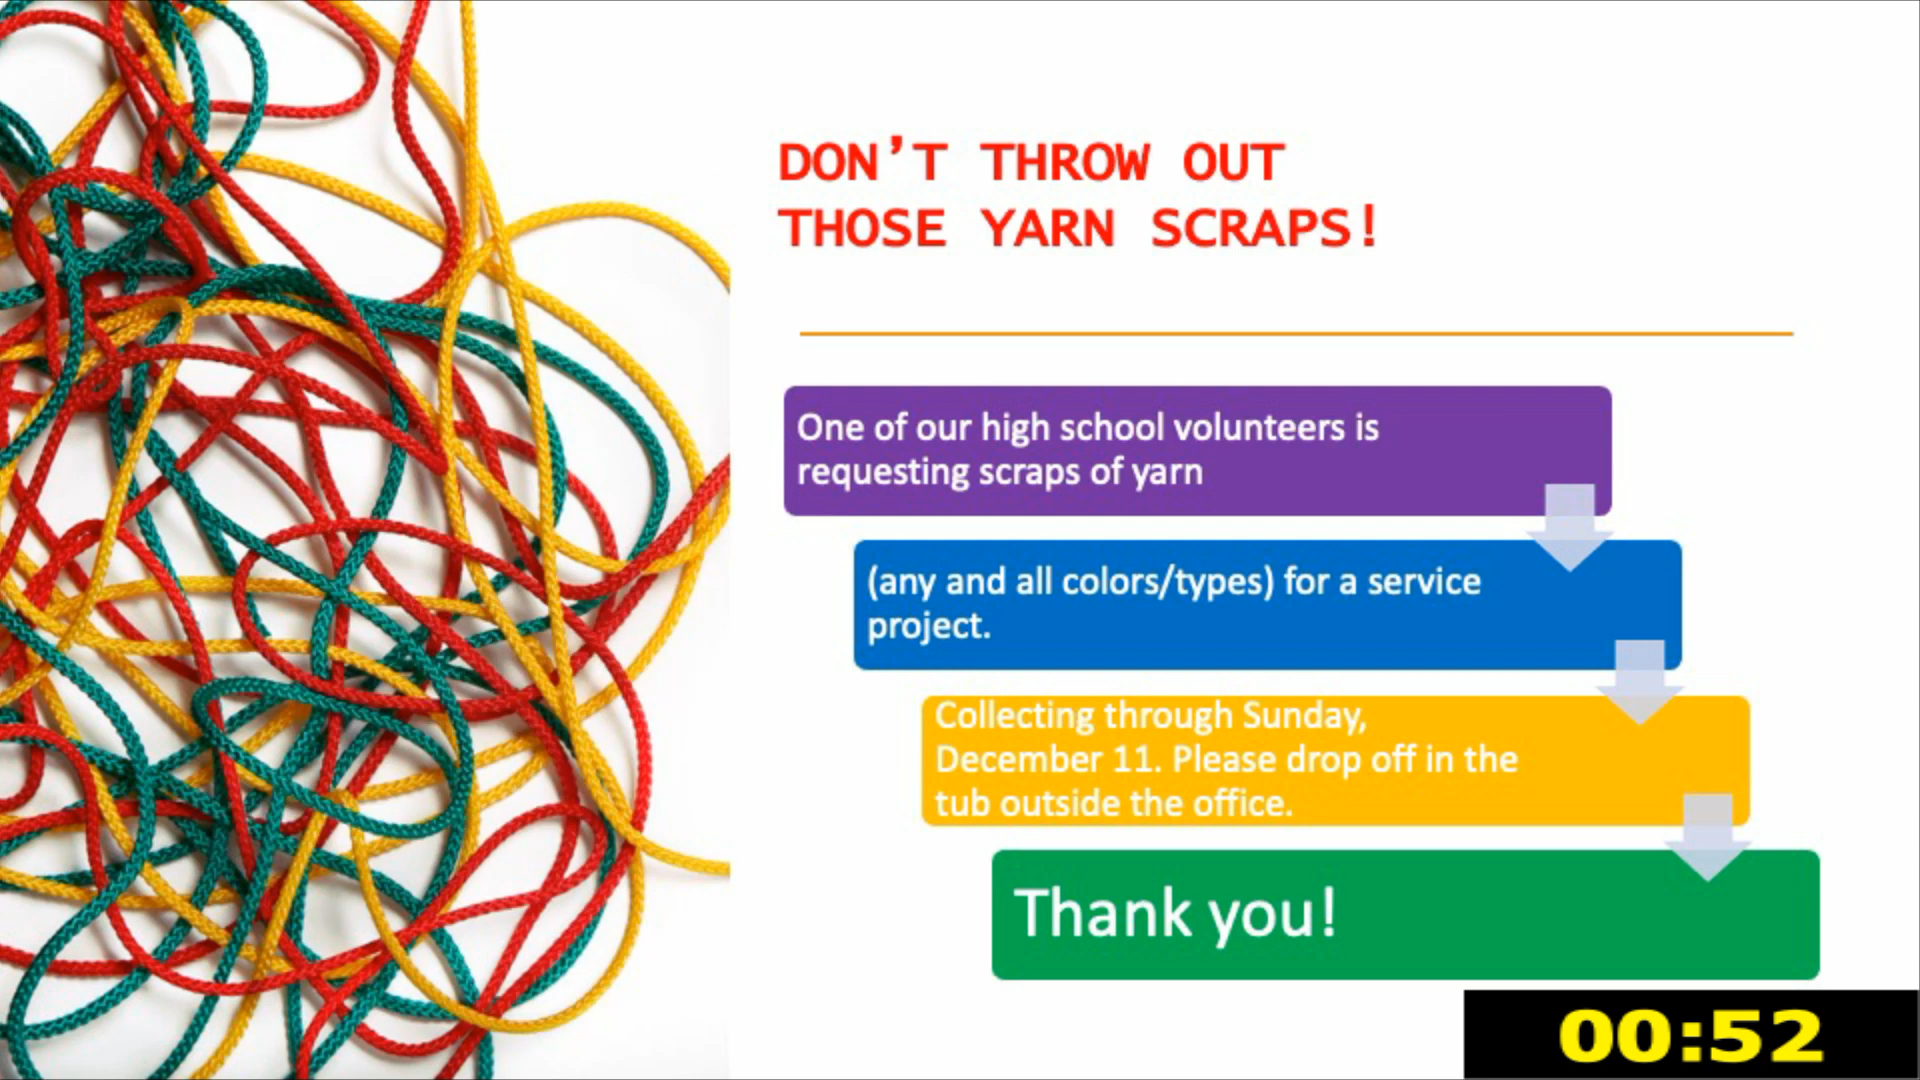 DON’T THROW OUT
THOSE YARN SCRAPS!
One of our high school volunteers is
requesting scraps of yarn
(any and all colors/types) for a service
project.
Collecting through Sunday,
December 11. Please drop off in the
tub outside the office.
Thank you!
00:52